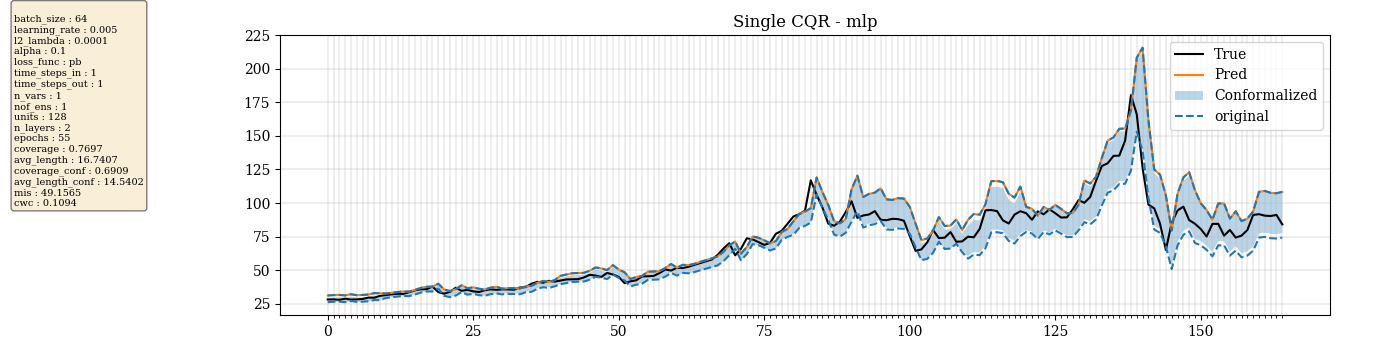 batch_size : 64
learning_rate : 0.005
l2_lambda : 0.0001
alpha : 0.1
loss_func : pb
time_steps_in : 1
time_steps_out : 1
n_vars : 1
nof_ens : 1
units : 128
n_layers : 2
epochs : 55
coverage : 0.7697
avg_length : 16.7407
coverage_conf : 0.6909
avg_length_conf : 14.5402
mis : 49.1565
cwc : 0.1094
Single CQR - mlp
225
200
175
150
125
100
75
50
25
True
Pred
Conformalized
original
0 25 50 75 100 125 150